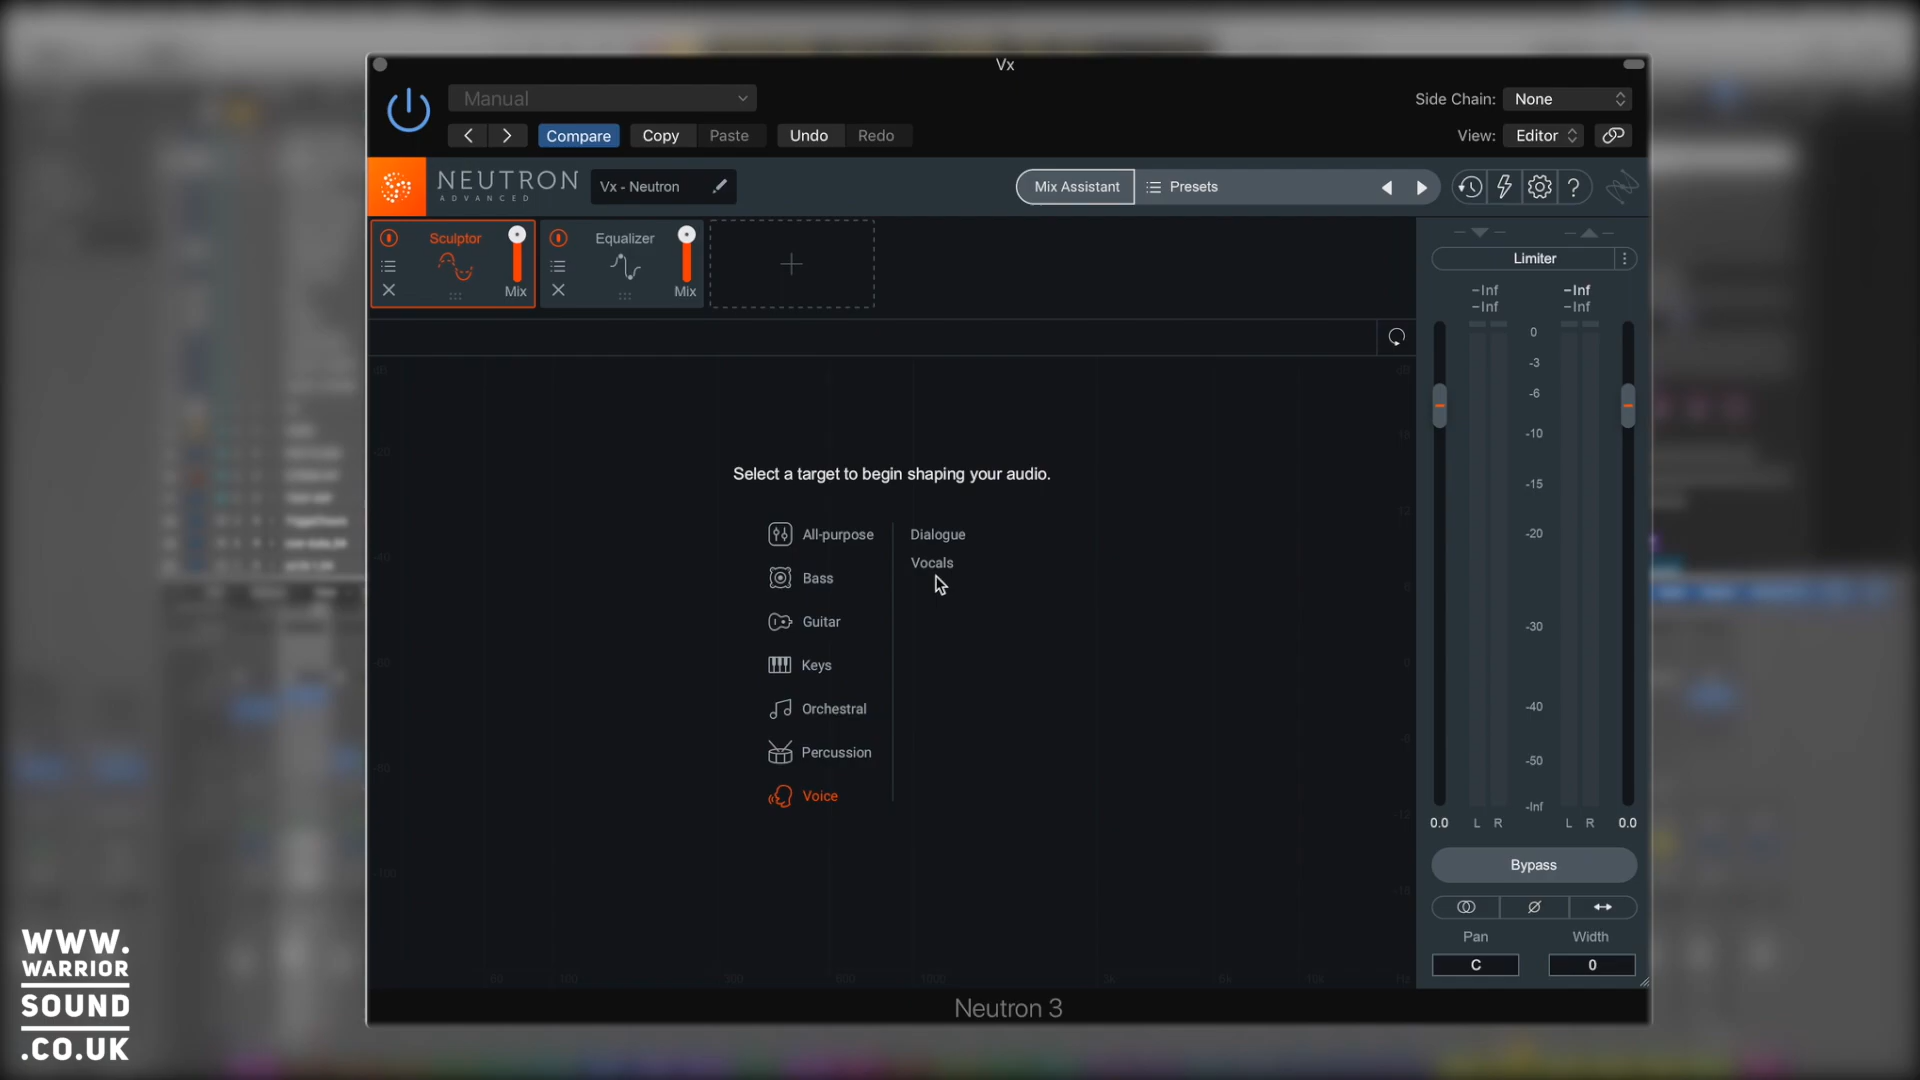 Vx
Manual
Side Chain: None
Compare Copy Paste Undo Redo
View: Editor
NEUTRON
ADVANCED
Vx - Neutron
Mix Assistant
Presets
Sculptor
Mix
Equalizer
Mix
Limiter
-Inf -Inf
-Inf -Inf
0
-3
-6
-10
-15
-20
-30
-40
-50
-Inf
0.0 L R L R 0.0
Select a target to begin shaping your audio.
All-purpose
Bass
Guitar
Keys
Orchestral
Percussion
Voice
Dialogue
Vocals
Bypass
Pan Width
C 0
Neutron 3
WWW.
WARRIOR
SOUND
.CO.UK